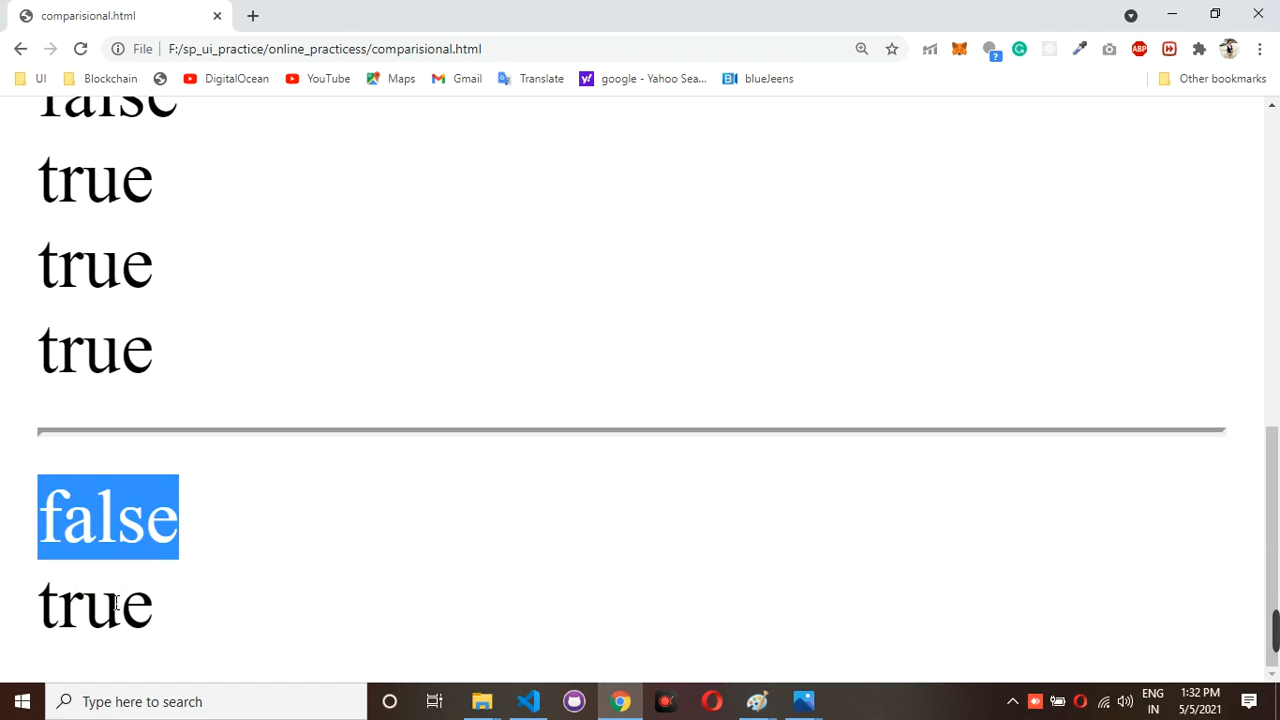 comparisional.html
File F:/sp_ui_practice/online_practicess/comparisional.html
UI Blockchain DigitalOcean YouTube Maps Gmail Translate google - Yahoo Sea... blueJeens Other bookmarks
false
true
true
true
false
true
Type here to search
ENG
IN
1:32 PM
5/5/2021